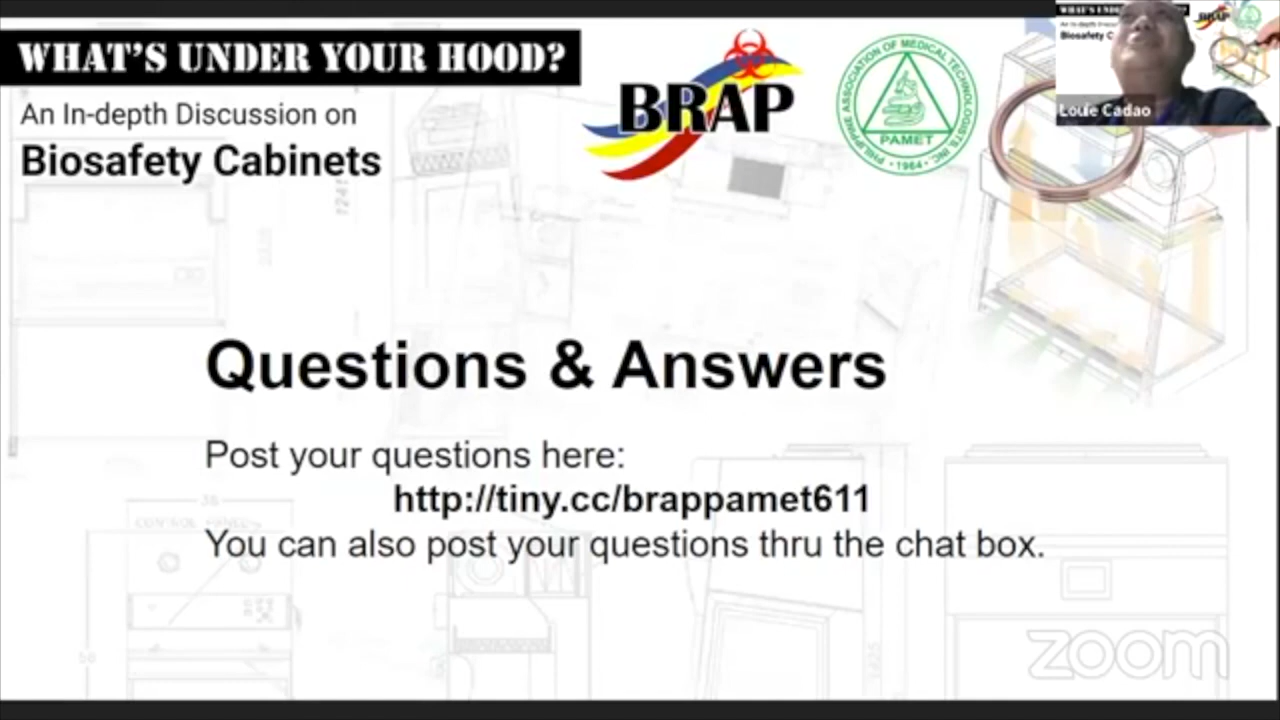 WHAT'S UNDER YOUR HOOD?
An In-depth Discussion on
Biosafety Cabinets
BRAP
PHILIPPINE ASSOCIATION OF MEDICAL TECHNOLOGISTS INC.
PAMET
• 1964 •
Biosafety C
Louie Cadao
Questions & Answers
Post your questions here:
http://tiny.cc/brappamet611
You can also post your questions thru the chat box.
zoom